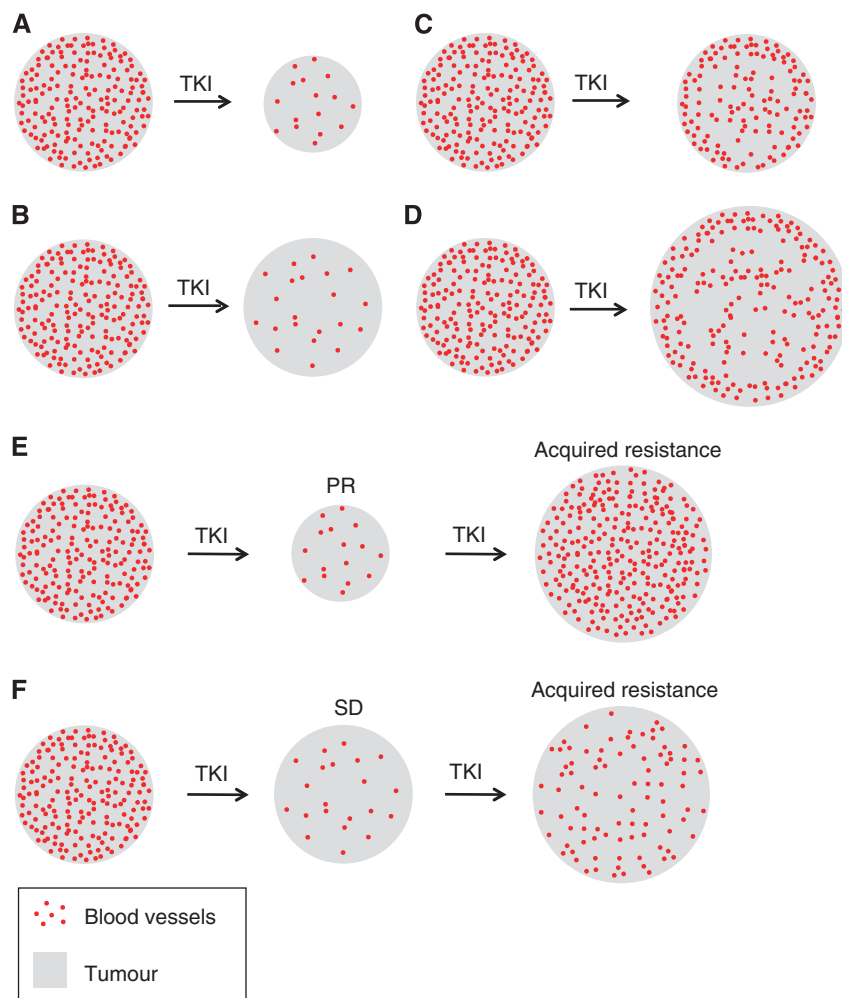 A
TKI
C
TKI
B
TKI
D
TKI
E
TKI
PR
TKI
Acquired resistance
F
TKI
SD
TKI
Acquired resistance
Blood vessels
Tumour